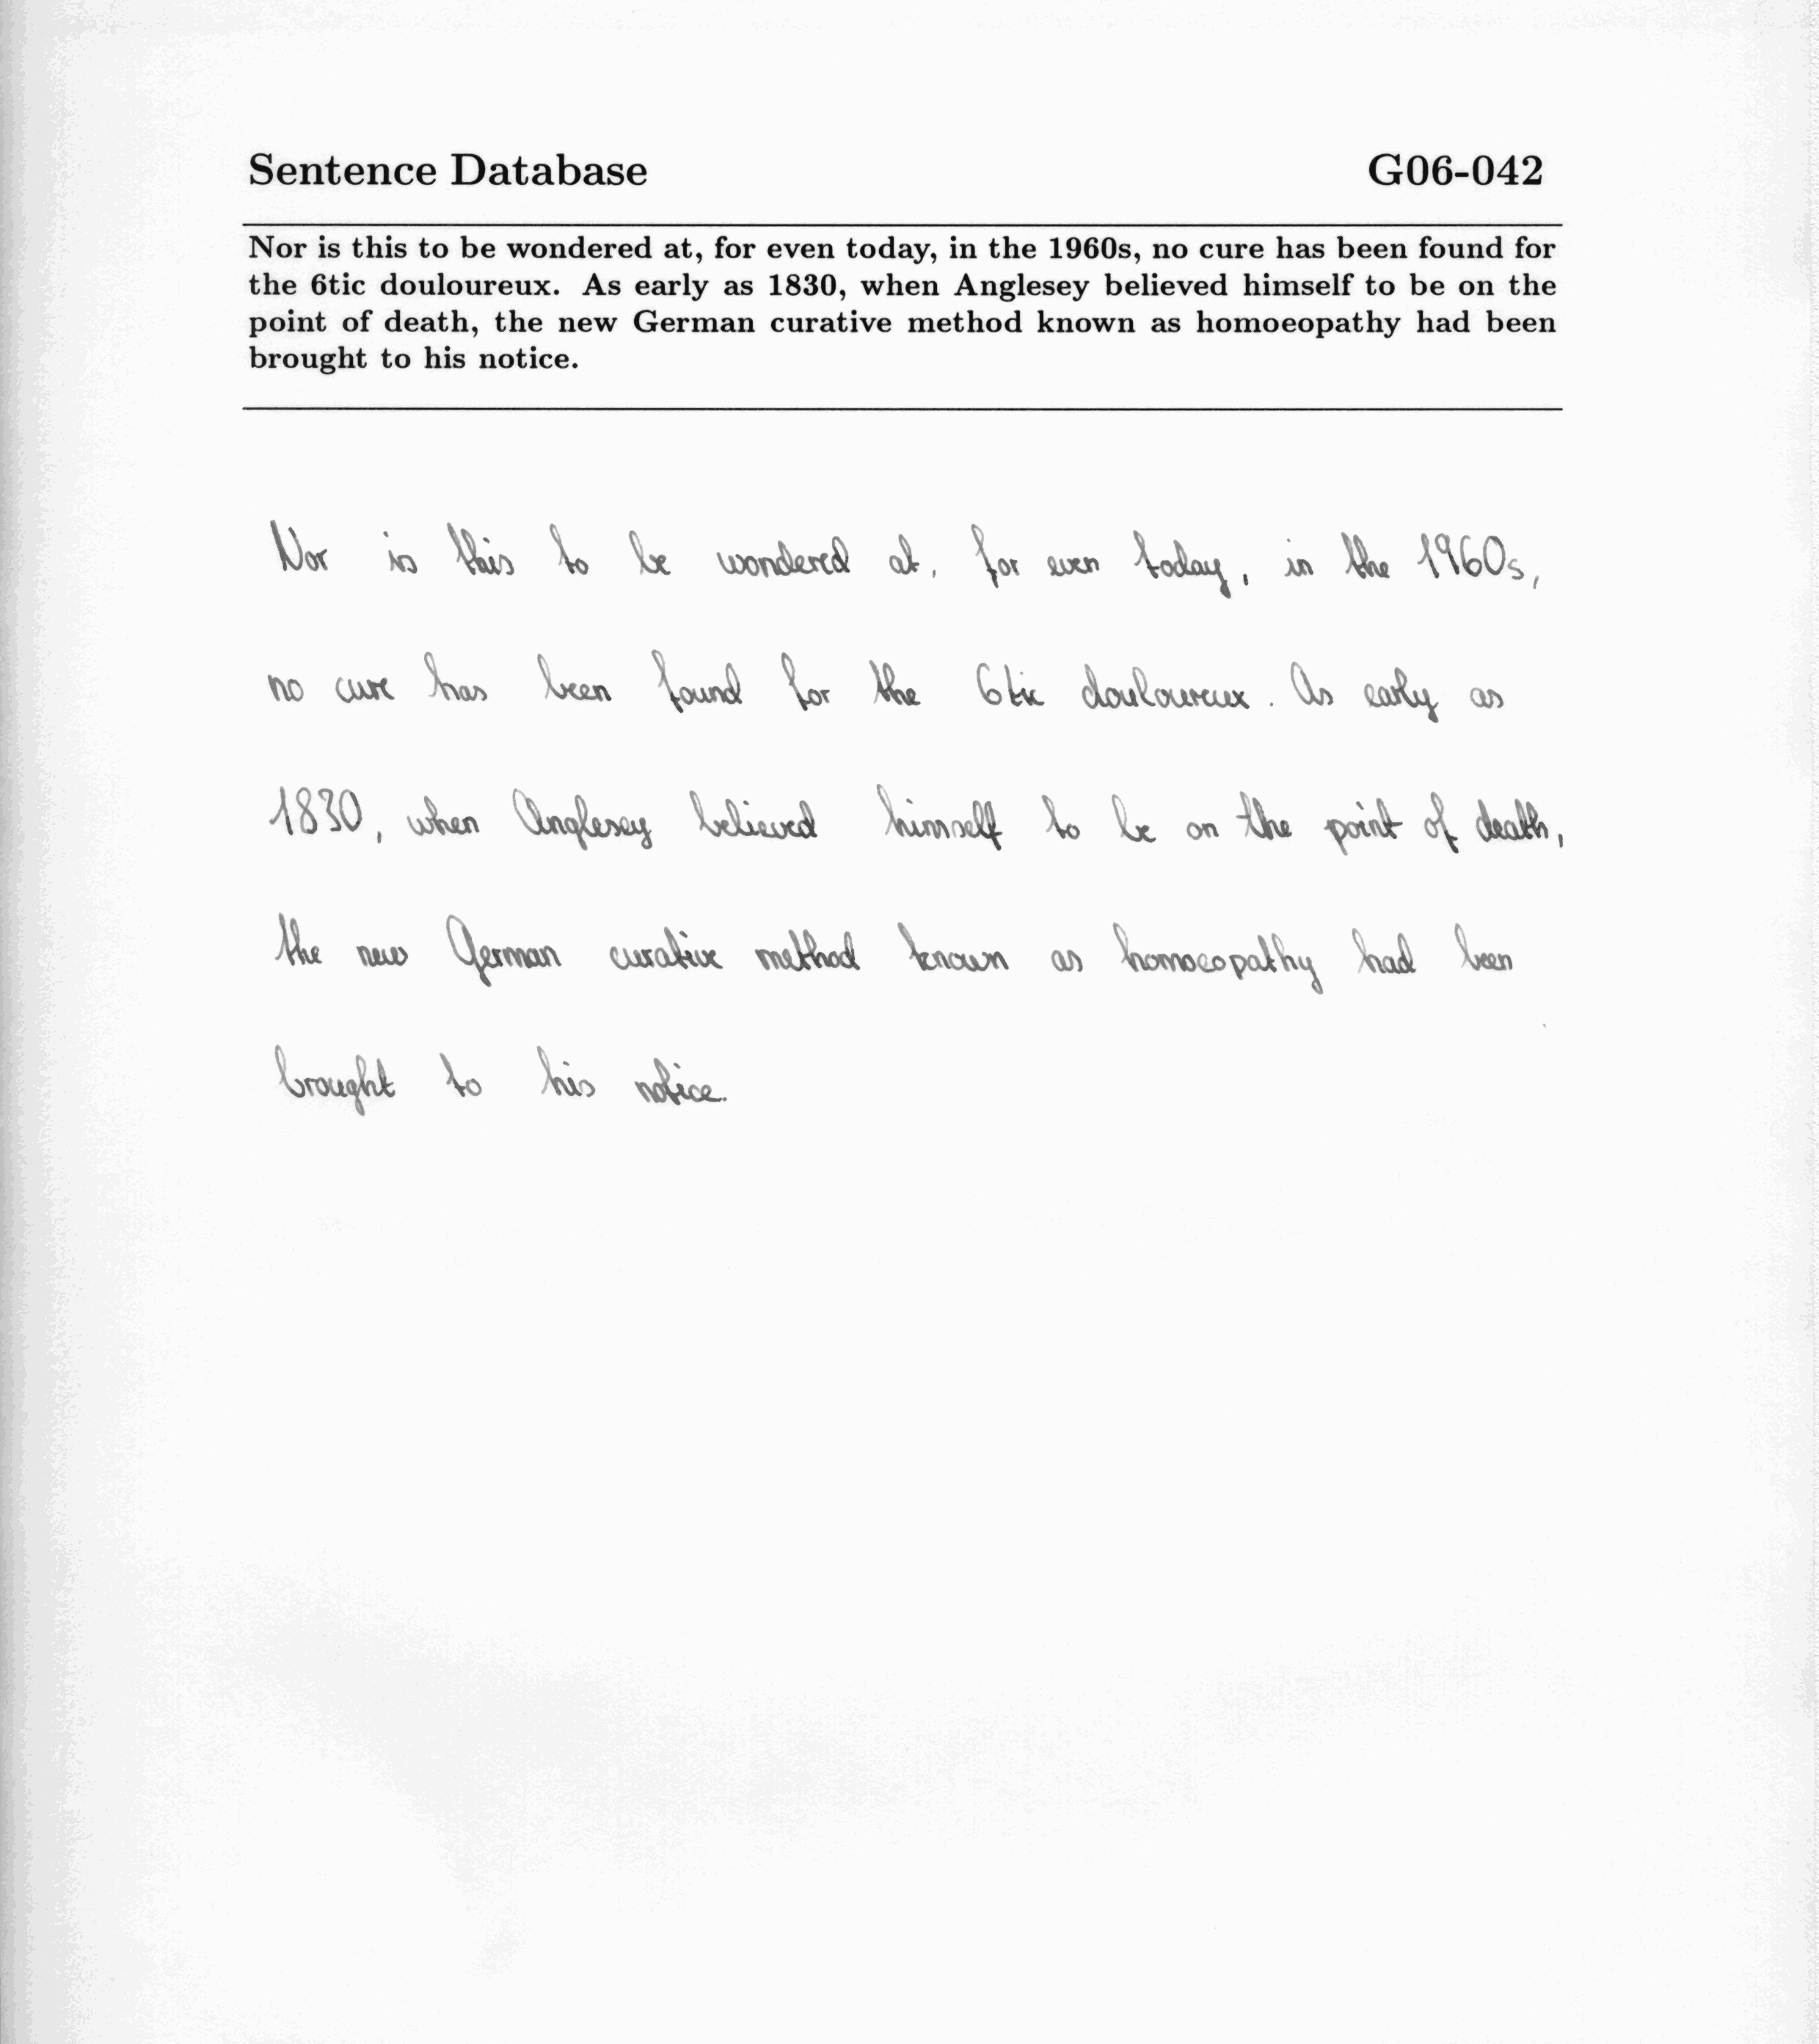 Sentence Database G06-042
Nor is this to be wondered at, for even today, in the 1960s, no cure has been found for
the 6tic douloureux. As early as 1830, when Anglesey believed himself to be on the
point of death, the new German curative method known as homoeopathy had been
brought to his notice.
Nor is this to be wondered at, for even today, in the 1960s,
no cure has been found for the 6tic douloureux. As early as
1830, when Anglesey believed himself to be on the point of death,
the new German curative method known as homoeopathy had been
brought to his notice.